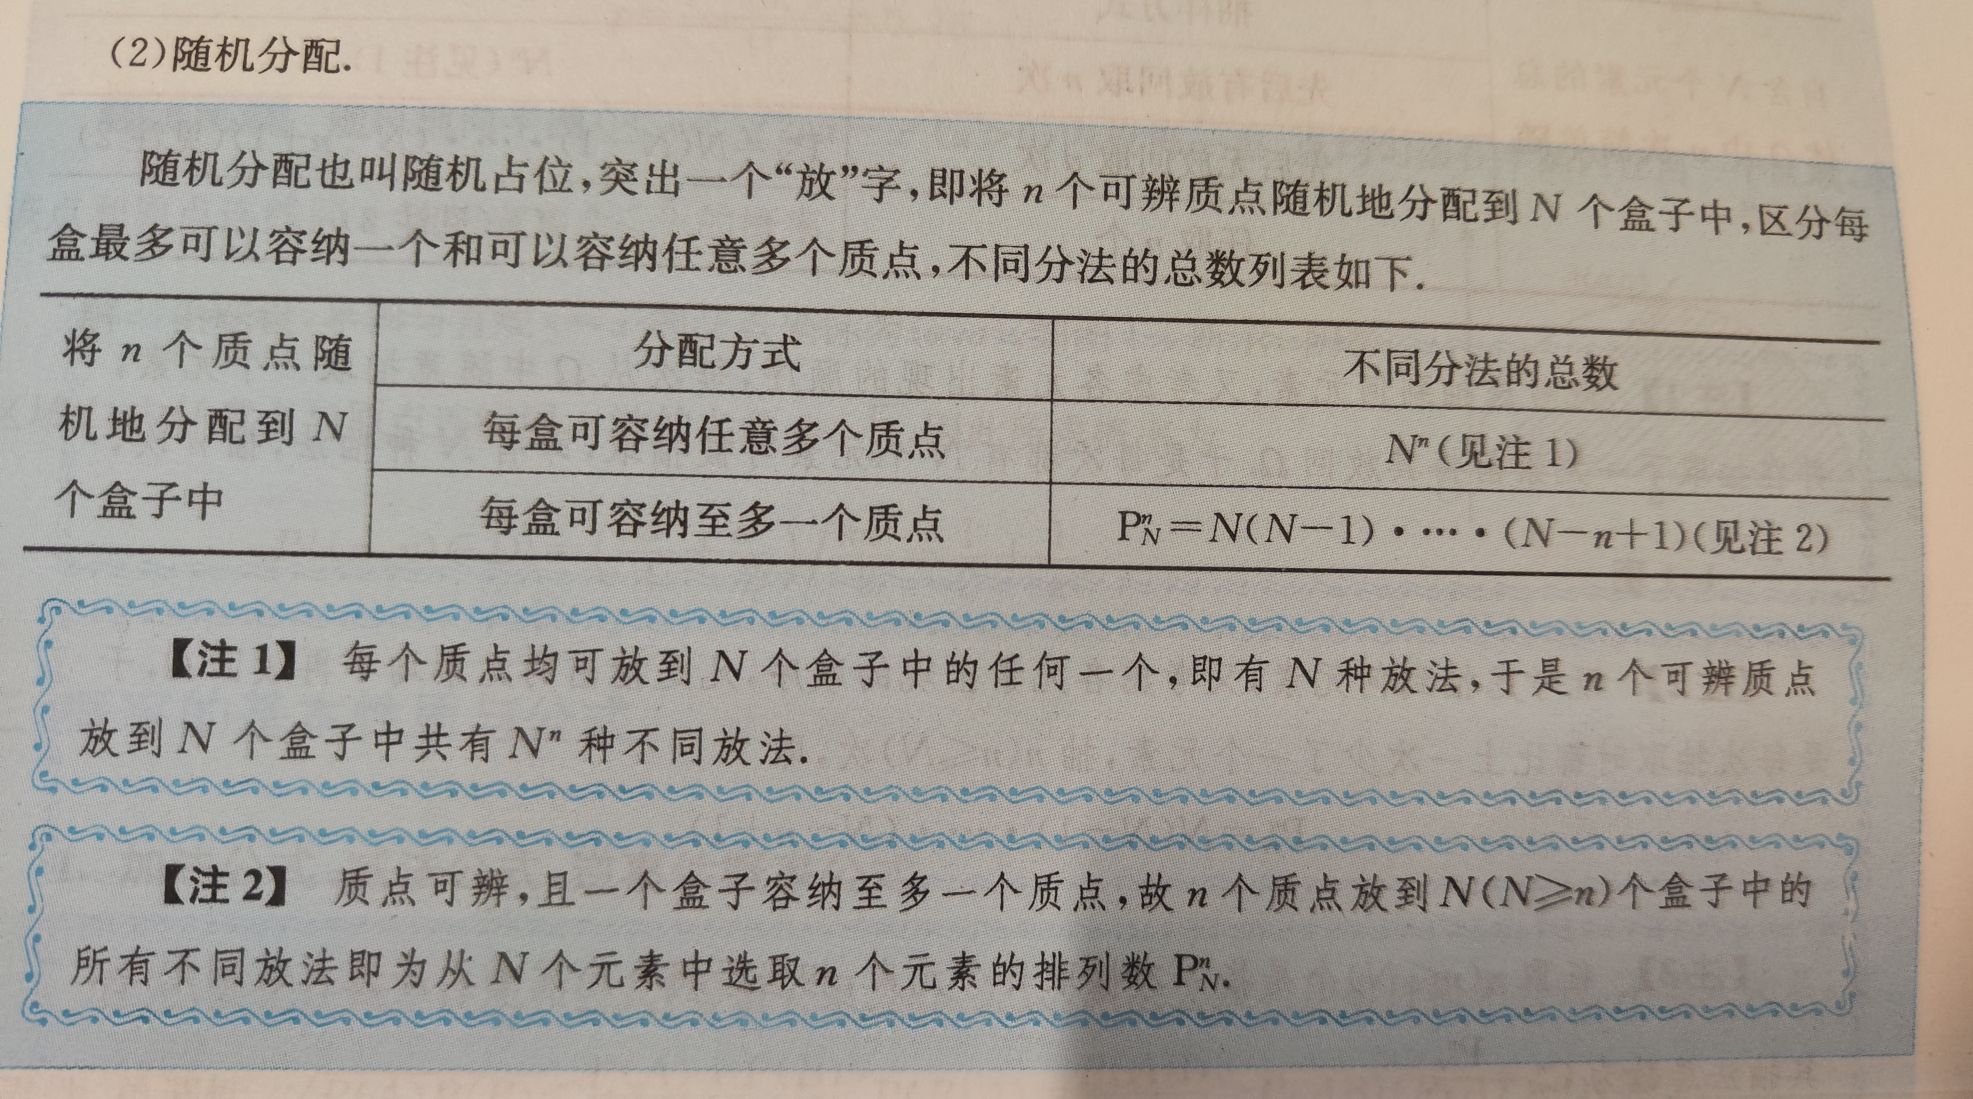 (2)随机分配.
随机分配也叫随机占位,突出一个“放”字,即将 n 个可辨质点随机地分配到 N 个盒子中,区分每
盒最多可以容纳一个和可以容纳任意多个质点,不同分法的总数列表如下.
将 n 个质点随
机地分配到 N
个盒子中
分配方式
不同分法的总数
每盒可容纳任意多个质点
Nⁿ(见注 1)
每盒可容纳至多一个质点
P_N^n=N(N-1)·…·(N-n+1)(见注 2)
【注 1】 每个质点均可放到 N 个盒子中的任何一个,即有 N 种放法,于是 n 个可辨质点
放到 N 个盒子中共有 Nⁿ 种不同放法.
【注 2】 质点可辨,且一个盒子容纳至多一个质点,故 n 个质点放到 N(N⩾n)个盒子中的
所有不同放法即为从 N 个元素中选取 n 个元素的排列数 P_N^n.